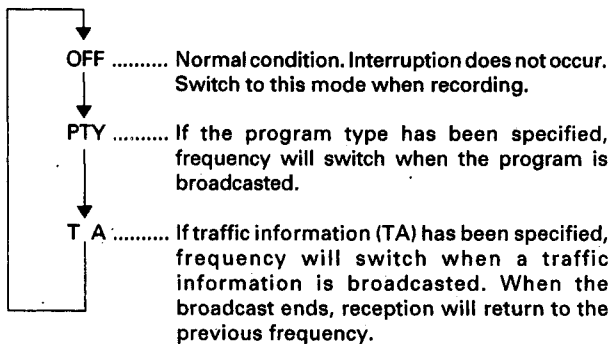 OFF .......... Normal condition. Interruption does not occur.
Switch to this mode when recording.
PTY .......... If the program type has been specified,
frequency will switch when the program is
broadcasted.
T A .......... If traffic information (TA) has been specified,
frequency will switch when a traffic
information is broadcasted. When the
broadcast ends, reception will return to the
previous frequency.